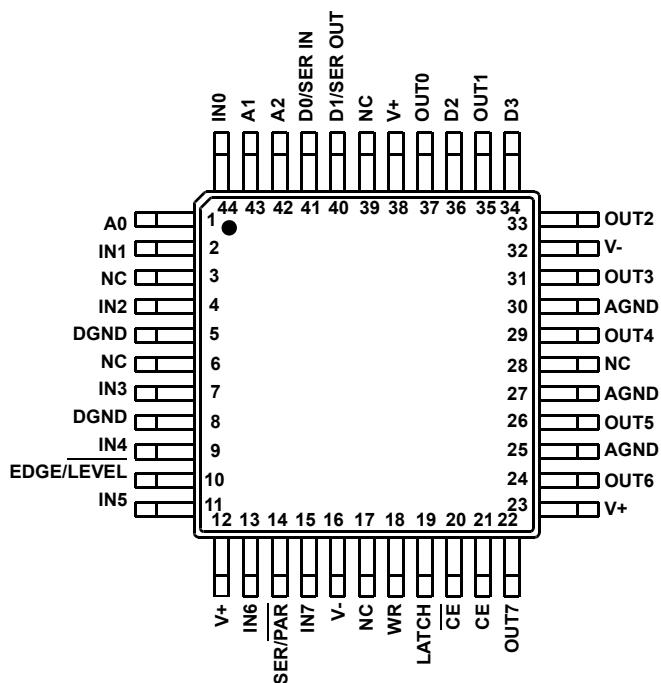 IN0
A1
A2
D0/SER IN
D1/SER OUT
NC
V+
OUT0
D2
OUT1
D3
44
43
42
41
40
39
38
37
36
35
34
A0
1
33
OUT2
IN1
2
32
V-
NC
3
31
OUT3
IN2
4
30
AGND
DGND
5
29
OUT4
NC
6
28
NC
IN3
7
27
AGND
DGND
8
26
OUT5
IN4
9
25
AGND
EDGE/LEVEL
10
24
OUT6
IN5
11
23
V+
12
13
14
15
16
17
18
19
20
21
22
V+
IN6
SER/PAR
IN7
V-
NC
WR
LATCH
CE
CE
OUT7